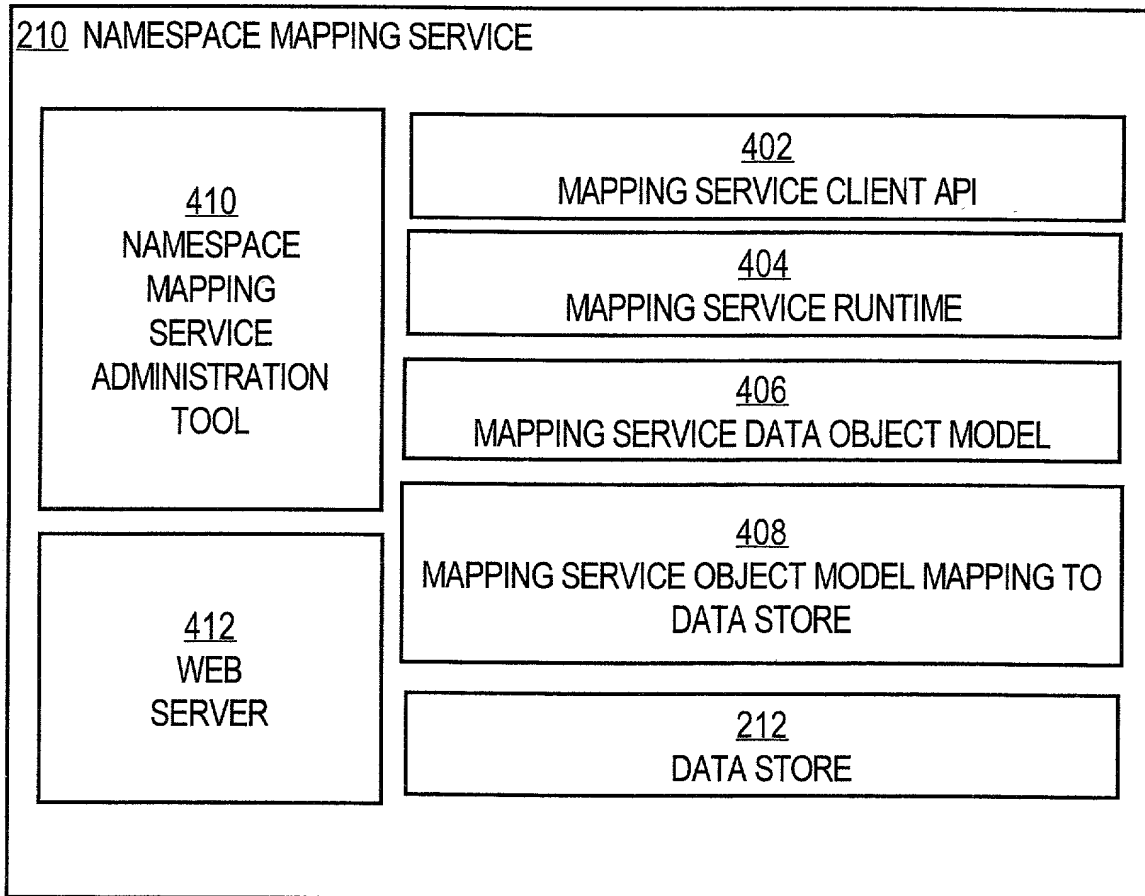 210 NAMESPACE MAPPING SERVICE
410
NAMESPACE
MAPPING
SERVICE
ADMINISTRATION
TOOL
412
WEB
SERVER
402
MAPPING SERVICE CLIENT API
404
MAPPING SERVICE RUNTIME
406
MAPPING SERVICE DATA OBJECT MODEL
408
MAPPING SERVICE OBJECT MODEL MAPPING TO
DATA STORE
212
DATA STORE